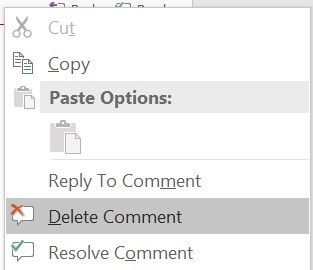 Cut
Copy
Paste Options:
Reply To Comment
Delete Comment
Resolve Comment